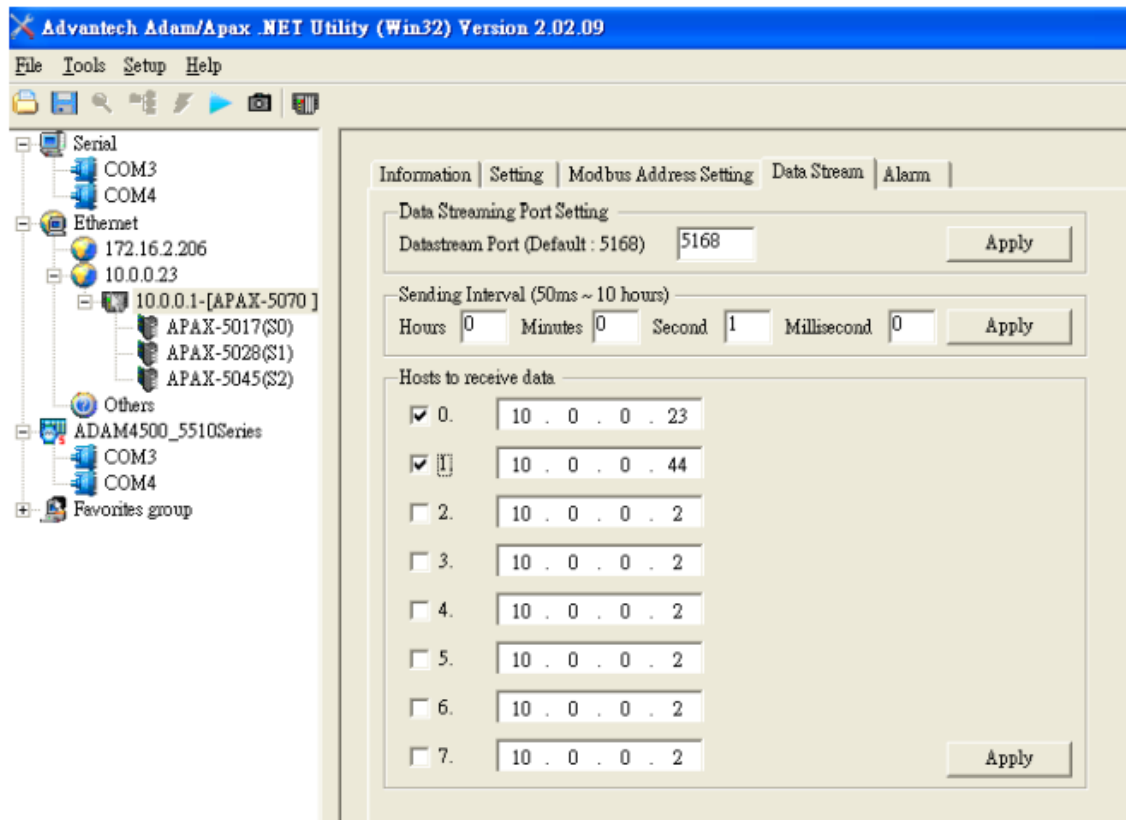 Advantech Adam/Apax .NET Utility (Win32) Version 2.02.09
File Tools Setup Help
Serial
COM3
COM4
Ethernet
172.16.2.206
10.0.0.23
10.0.0.1-[APAX-5070 ]
APAX-5017(S0)
APAX-5028(S1)
APAX-5045(S2)
Others
ADAM4500_5510Series
COM3
COM4
Favorites group
Information Setting Modbus Address Setting Data Stream Alarm
Data Streaming Port Setting
Datastream Port (Default : 5168) 5168 Apply
Sending Interval (50ms ~ 10 hours)
Hours 0 Minutes 0 Second 1 Millisecond 0 Apply
Hosts to receive data
0. 10 . 0 . 0 . 23
1. 10 . 0 . 0 . 44
2. 10 . 0 . 0 . 2
3. 10 . 0 . 0 . 2
4. 10 . 0 . 0 . 2
5. 10 . 0 . 0 . 2
6. 10 . 0 . 0 . 2
7. 10 . 0 . 0 . 2 Apply